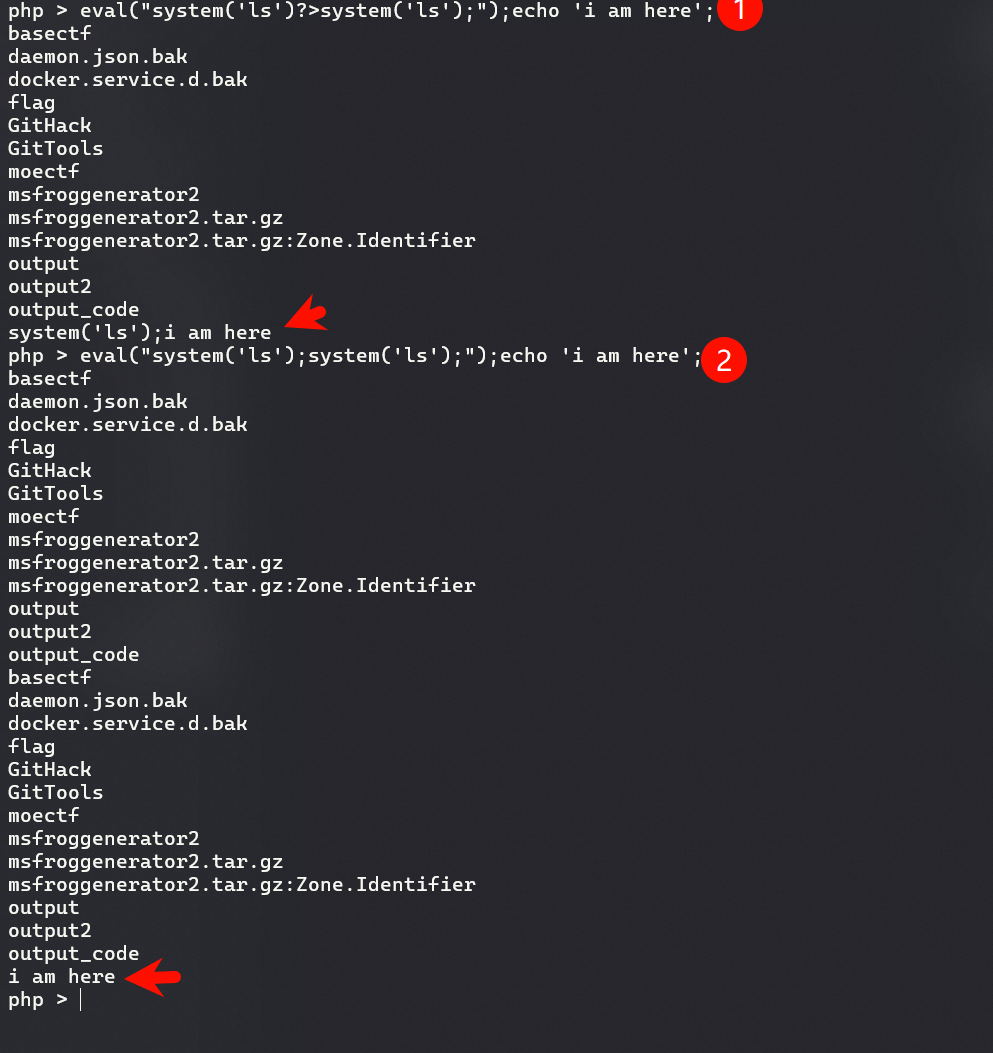 php > eval("system('ls')?>system('ls');");echo 'i am here'; 1
basectf
daemon.json.bak
docker.service.d.bak
flag
GitHack
GitTools
moectf
msfroggenerator2
msfroggenerator2.tar.gz
msfroggenerator2.tar.gz:Zone.Identifier
output
output2
output_code
system('ls');i am here
php > eval("system('ls');system('ls');");echo 'i am here'; 2
basectf
daemon.json.bak
docker.service.d.bak
flag
GitHack
GitTools
moectf
msfroggenerator2
msfroggenerator2.tar.gz
msfroggenerator2.tar.gz:Zone.Identifier
output
output2
output_code
basectf
daemon.json.bak
docker.service.d.bak
flag
GitHack
GitTools
moectf
msfroggenerator2
msfroggenerator2.tar.gz
msfroggenerator2.tar.gz:Zone.Identifier
output
output2
output_code
i am here
php >